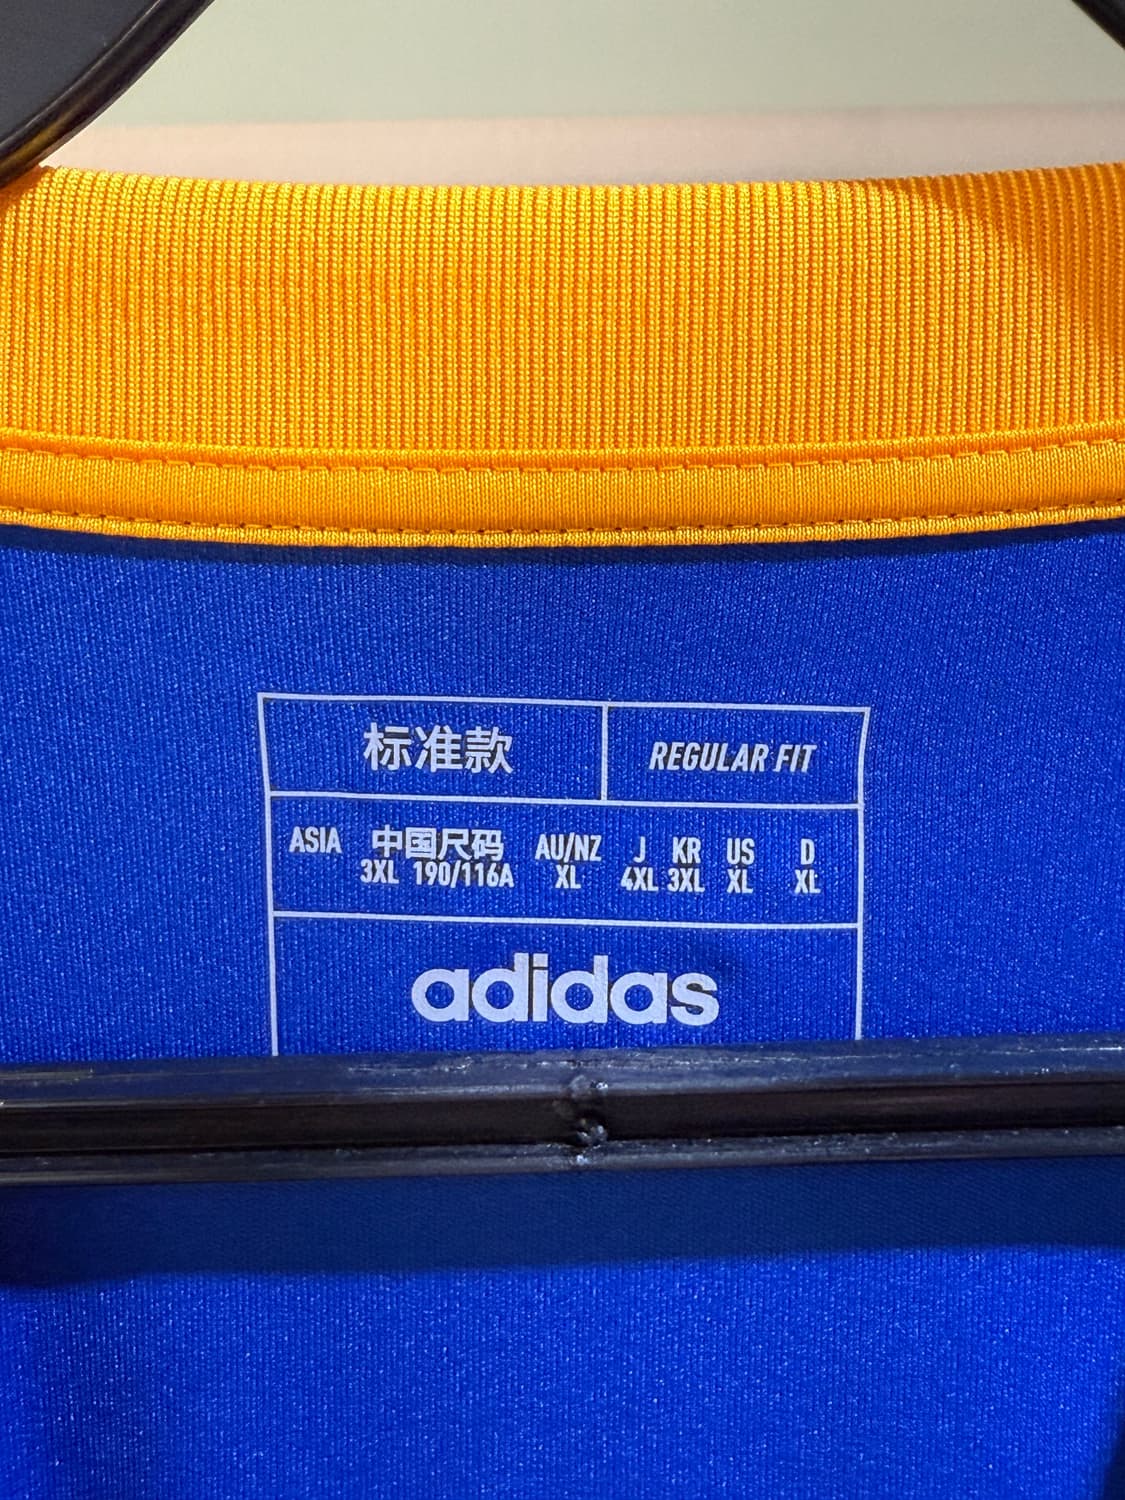 标准款 REGULAR FIT
ASIA 中国尺码 AU/NZ J KR US D
3XL 190/116A XL 4XL 3XL XL XL
adidas